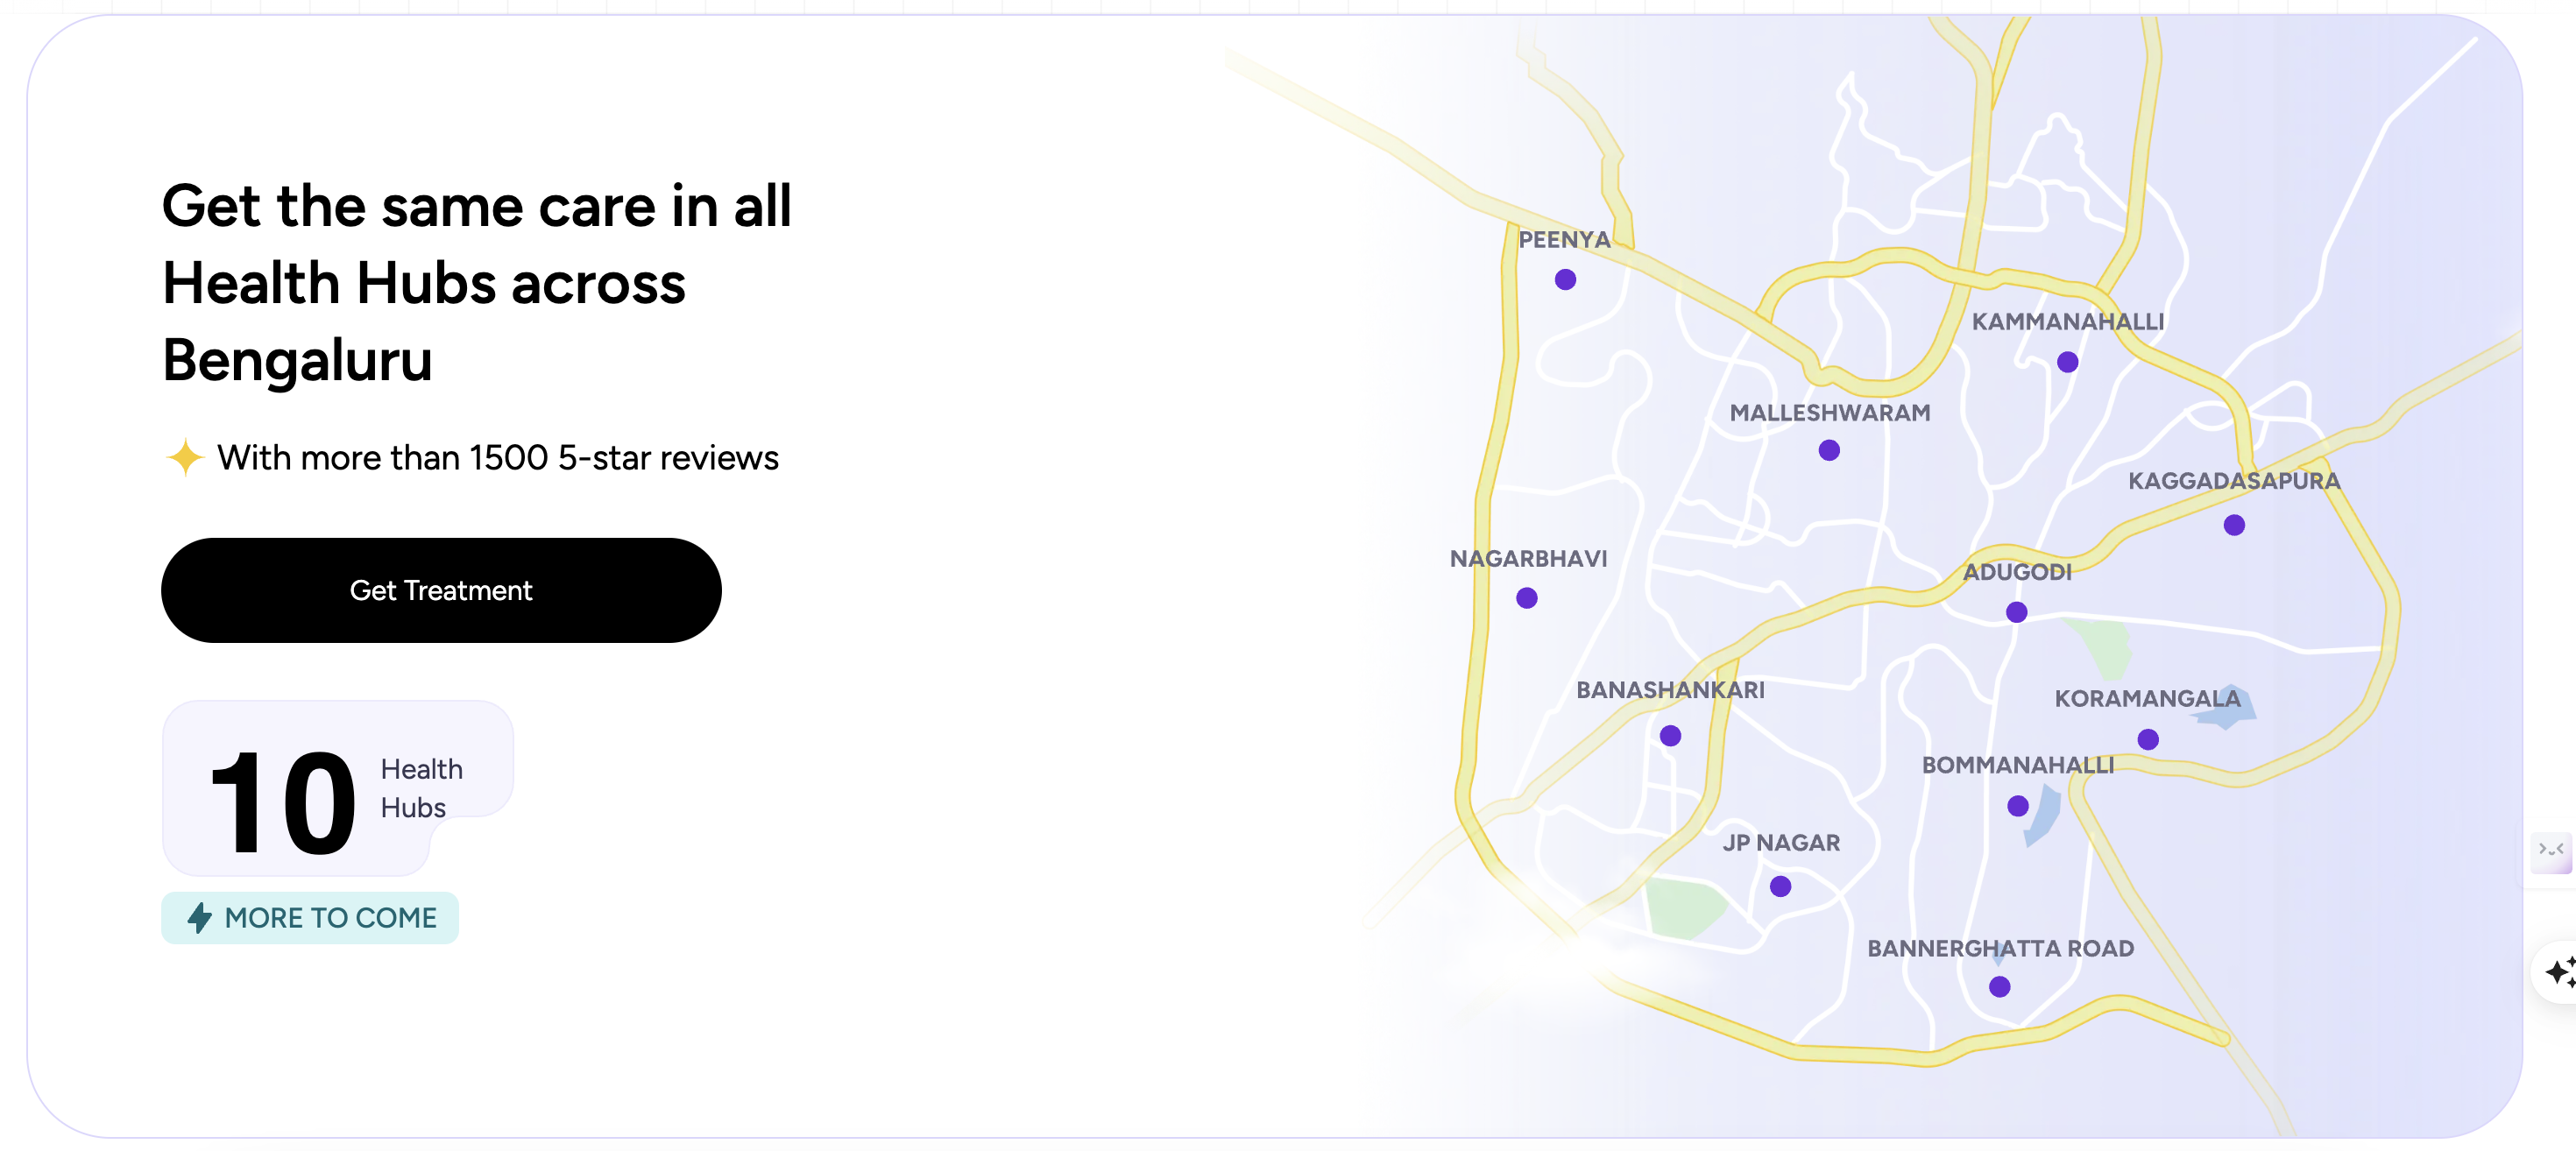 Get the same care in all
Health Hubs across
Bengaluru
With more than 1500 5-star reviews
Get Treatment
10
Health
Hubs
MORE TO COME
PEENYA
KAMMANAHALLI
MALLESHWARAM
KAGGADASAPURA
NAGARBHAVI
ADUGODI
BANASHANKARI
KORAMANGALA
BOMMANAHALLI
JP NAGAR
BANNERGHATTA ROAD